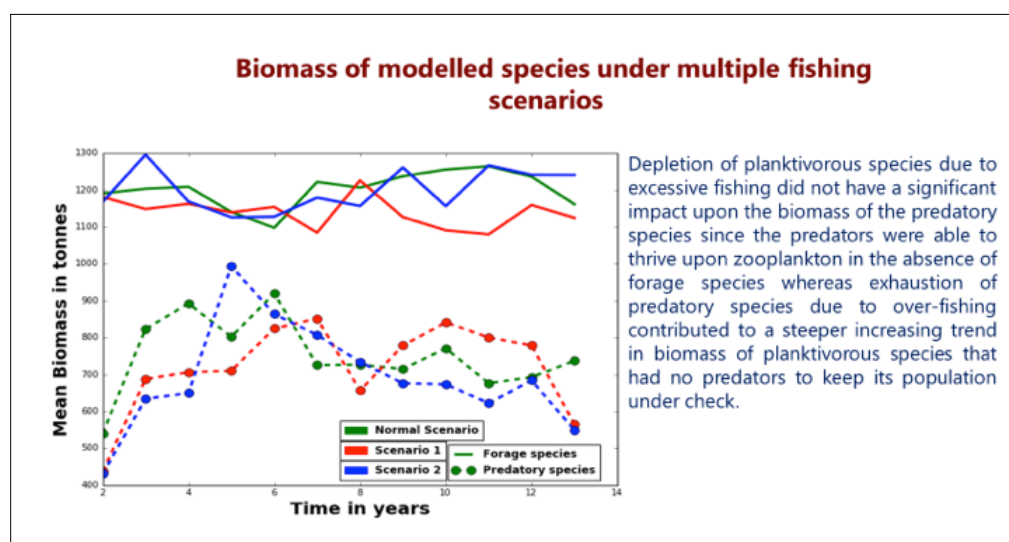 Biomass of modelled species under multiple fishing
scenarios
Depletion of planktivorous species due to
excessive fishing did not have a significant
impact upon the biomass of the predatory
species since the predators were able to
thrive upon zooplankton in the absence of
forage species whereas exhaustion of
predatory species due to over-fishing
contributed to a steeper increasing trend
in biomass of planktivorous species that
had no predators to keep its population
under check.
Mean Biomass in tonnes
1300
1200
1100
1000
900
800
700
600
500
400
2 4 6 8 10 12 14
Time in years
Normal Scenario
Scenario 1
Scenario 2
Forage species
Predatory species